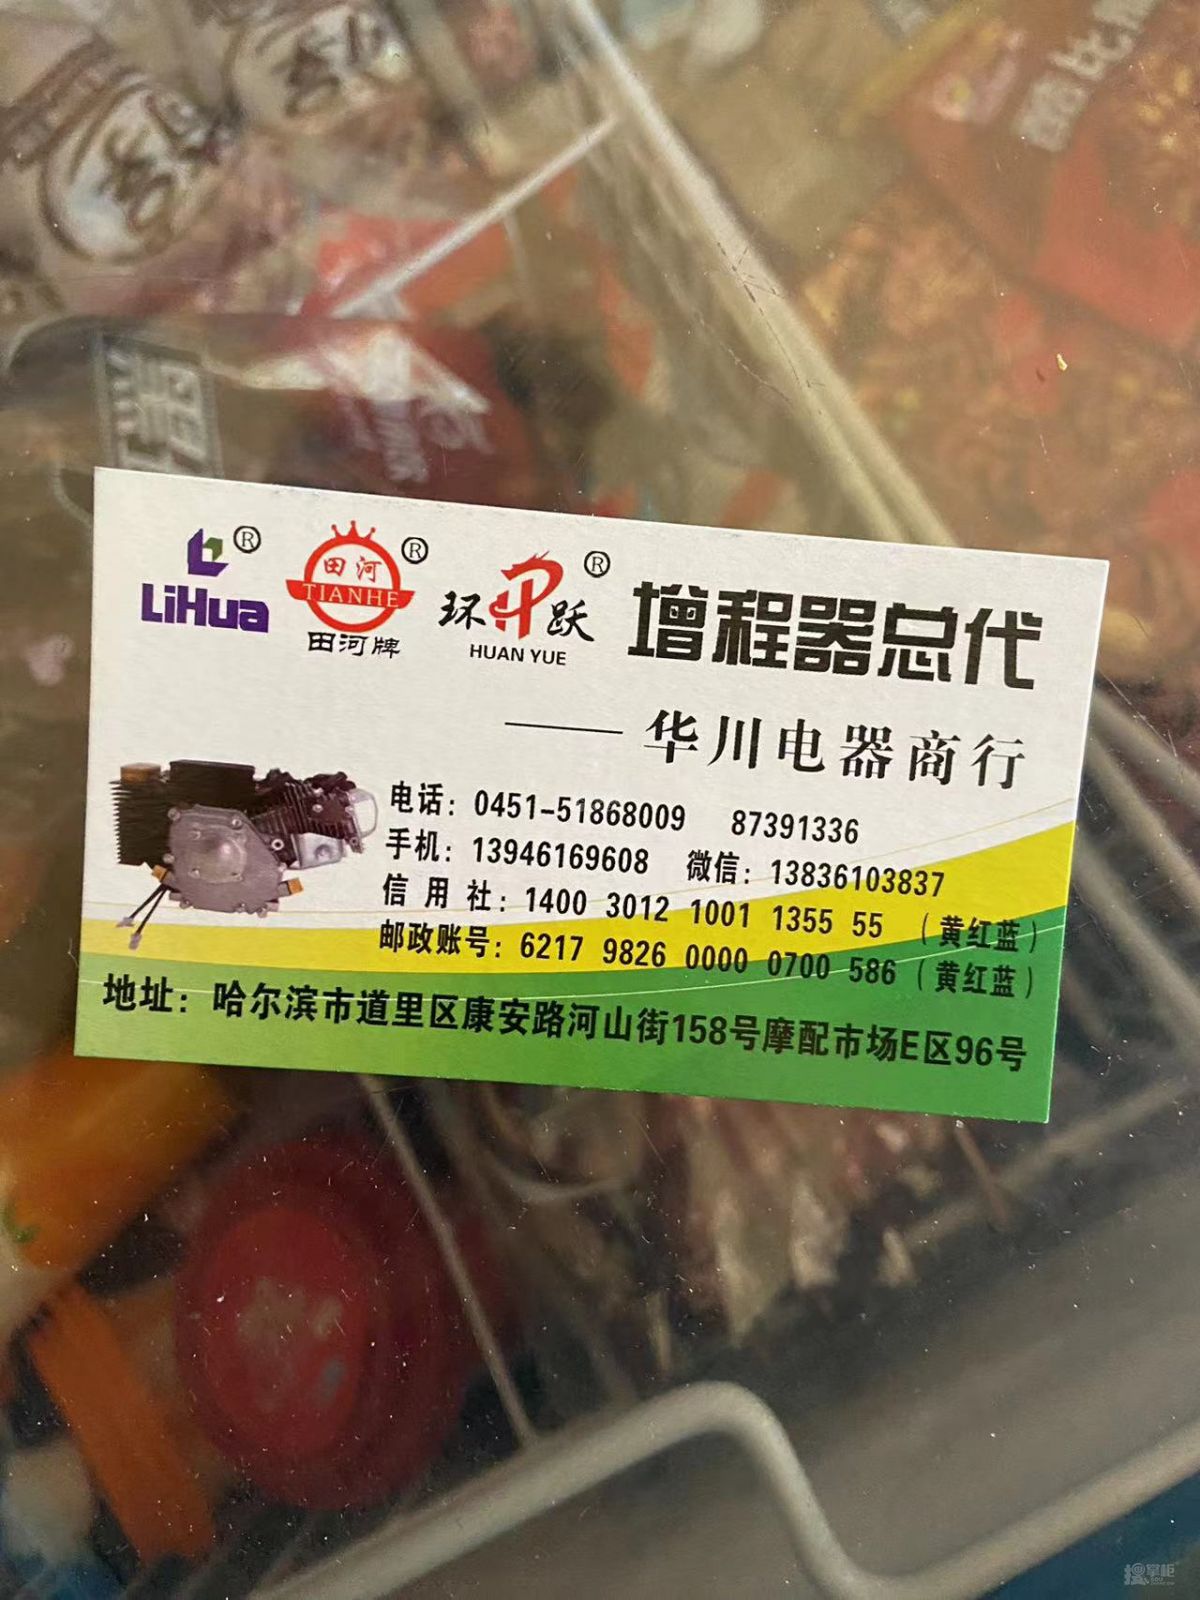 LiHua ®
田河
TIANHE ®
田河牌
环跃 ®
HUAN YUE
增程器总代
——华川电器商行
电话：0451-51868009 87391336
手机：13946169608 微信：13836103837
信用社：1400 3012 1001 1355 55 （黄红蓝）
邮政账号：6217 9826 0000 0700 586（黄红蓝）
地址：哈尔滨市道里区康安路河山街158号摩配市场E区96号
搜掌柜